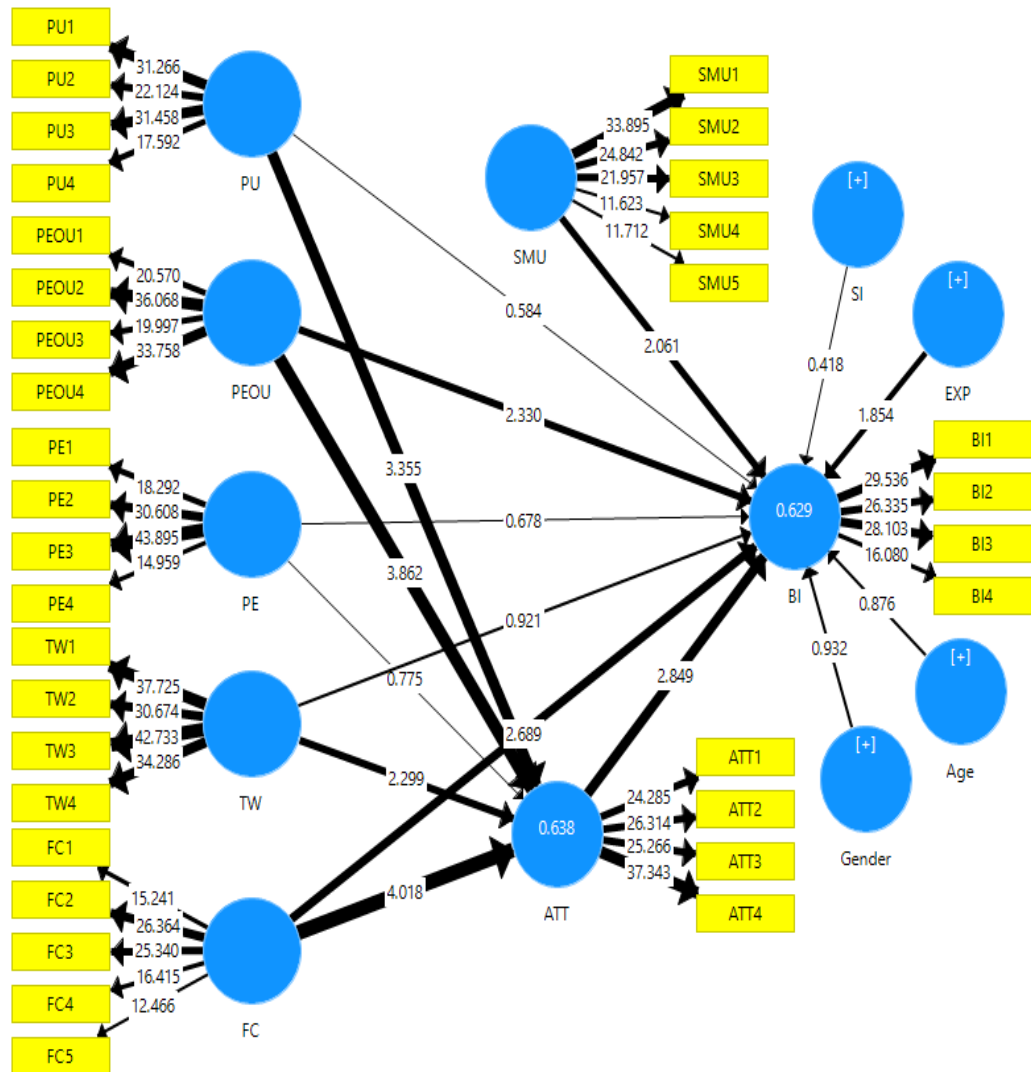 PU1
PU2
PU3
PU4
31.266
22.124
31.458
17.592
PU
PEOU1
PEOU2
PEOU3
PEOU4
20.570
36.068
19.997
33.758
PEOU
PE1
PE2
PE3
PE4
18.292
30.608
43.895
14.959
PE
TW1
TW2
TW3
TW4
37.725
30.674
42.733
34.286
TW
FC1
FC2
FC3
FC4
FC5
15.241
26.364
25.340
16.415
12.466
FC
SMU
33.895
24.842
21.957
11.623
11.712
SMU1
SMU2
SMU3
SMU4
SMU5
0.584
2.061
2.330
3.355
0.678
3.862
0.921
0.775
2.689
2.299
4.018
2.849
[+]
SI
0.418
[+]
EXP
1.854
0.629
BI
29.536
26.335
28.103
16.080
BI1
BI2
BI3
BI4
0.876
0.932
[+]
Age
[+]
Gender
0.638
ATT
24.285
26.314
25.266
37.343
ATT1
ATT2
ATT3
ATT4